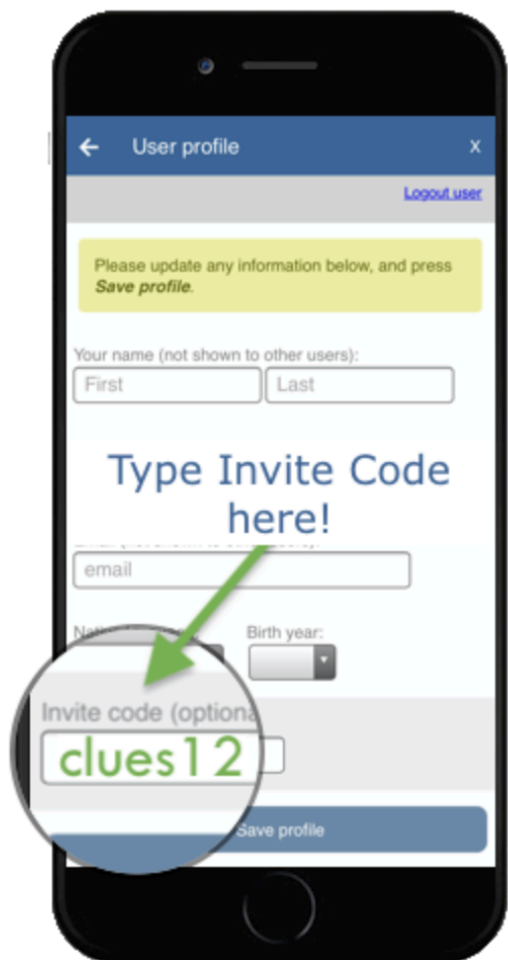 User profile X
Logout user
Please update any information below, and press
Save profile.
Your name (not shown to other users):
First Last
Type Invite Code
here!
email
Birth year:
Invite code (optiona
clues12
Save profile